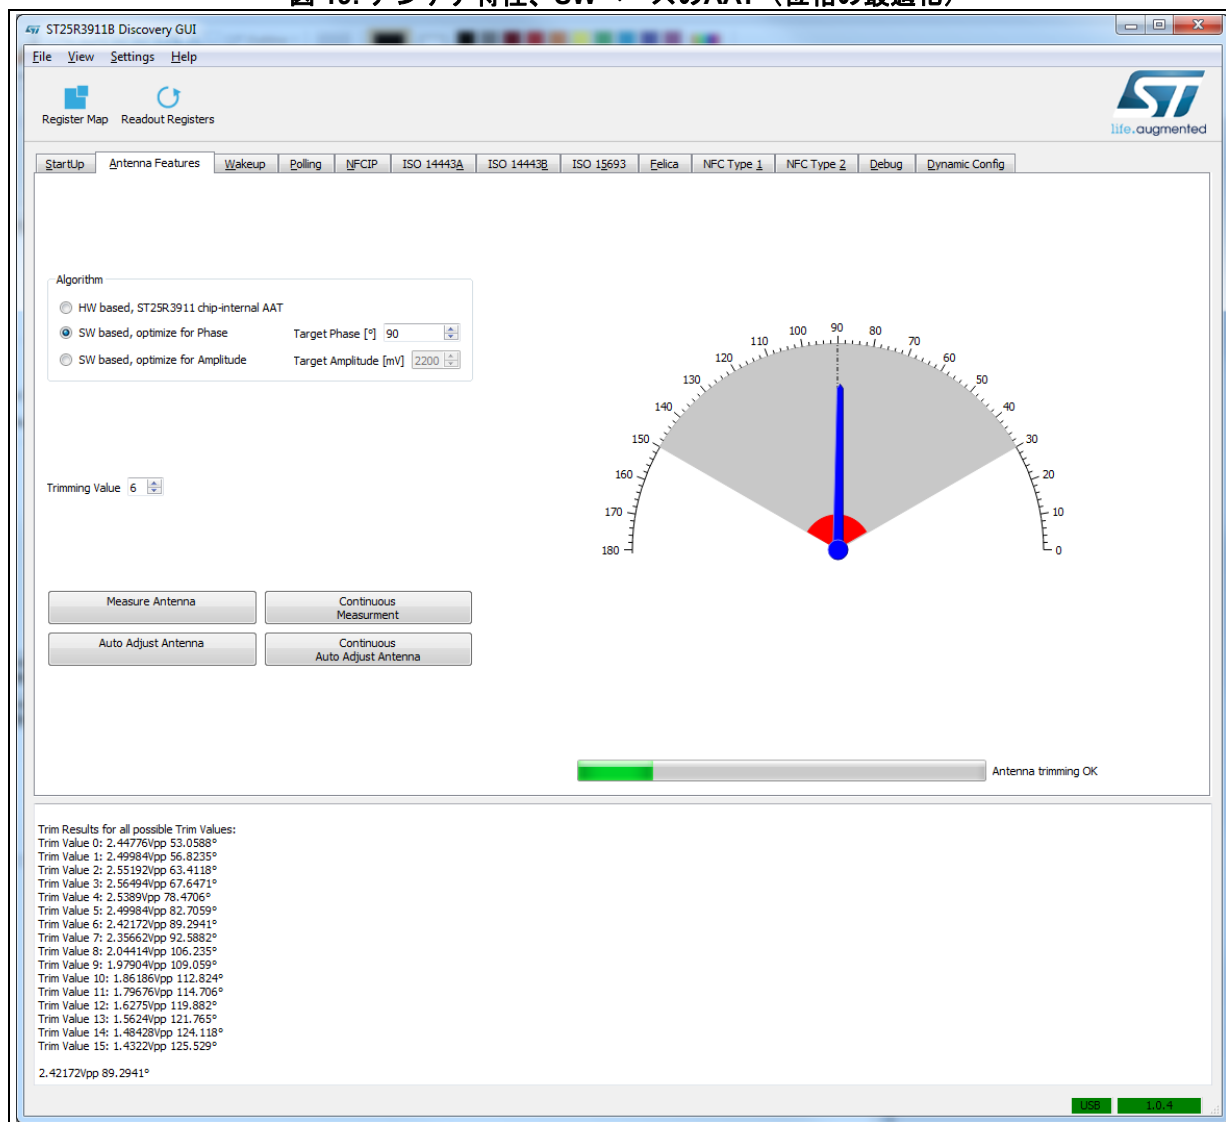 ST25R3911B Discovery GUI
File View Settings Help
Register Map Readout Registers
life.augmented
StartUp Antenna Features Wakeup Polling NFCIP ISO 14443A ISO 14443B ISO 15693 Felica NFC Type 1 NFC Type 2 Debug Dynamic Config
Algorithm
HW based, ST25R3911 chip-internal AAT
SW based, optimize for Phase Target Phase [°] 90
SW based, optimize for Amplitude Target Amplitude [mV] 2200
Trimming Value 6
Measure Antenna
Continuous
Measurment
Auto Adjust Antenna
Continuous
Auto Adjust Antenna
180
170
160
150
140
130
120
110
100
90
80
70
60
50
40
30
20
10
0
Antenna trimming OK
Trim Results for all possible Trim Values:
Trim Value 0: 2.44776Vpp 53.0588°
Trim Value 1: 2.49984Vpp 56.8235°
Trim Value 2: 2.55192Vpp 63.4118°
Trim Value 3: 2.56494Vpp 67.6471°
Trim Value 4: 2.5389Vpp 78.4706°
Trim Value 5: 2.49984Vpp 82.7059°
Trim Value 6: 2.42172Vpp 89.2941°
Trim Value 7: 2.35662Vpp 92.5882°
Trim Value 8: 2.04414Vpp 106.235°
Trim Value 9: 1.97904Vpp 109.059°
Trim Value 10: 1.86186Vpp 112.824°
Trim Value 11: 1.79676Vpp 114.706°
Trim Value 12: 1.6275Vpp 119.882°
Trim Value 13: 1.5624Vpp 121.765°
Trim Value 14: 1.48428Vpp 124.118°
Trim Value 15: 1.4322Vpp 125.529°
2.42172Vpp 89.2941°
USB 1.0.4